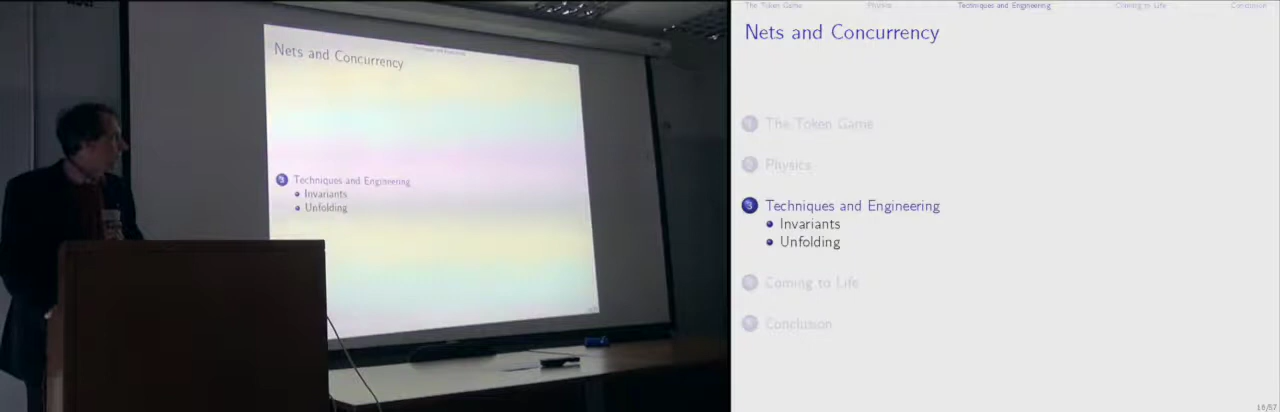 Nets and Concurrency
3 Techniques and Engineering
Invariants
Unfolding
The Token Game Physics Techniques and Engineering Coming to Life Conclusion
Nets and Concurrency
1 The Token Game
2 Physics
3 Techniques and Engineering
Invariants
Unfolding
4 Coming to Life
5 Conclusion